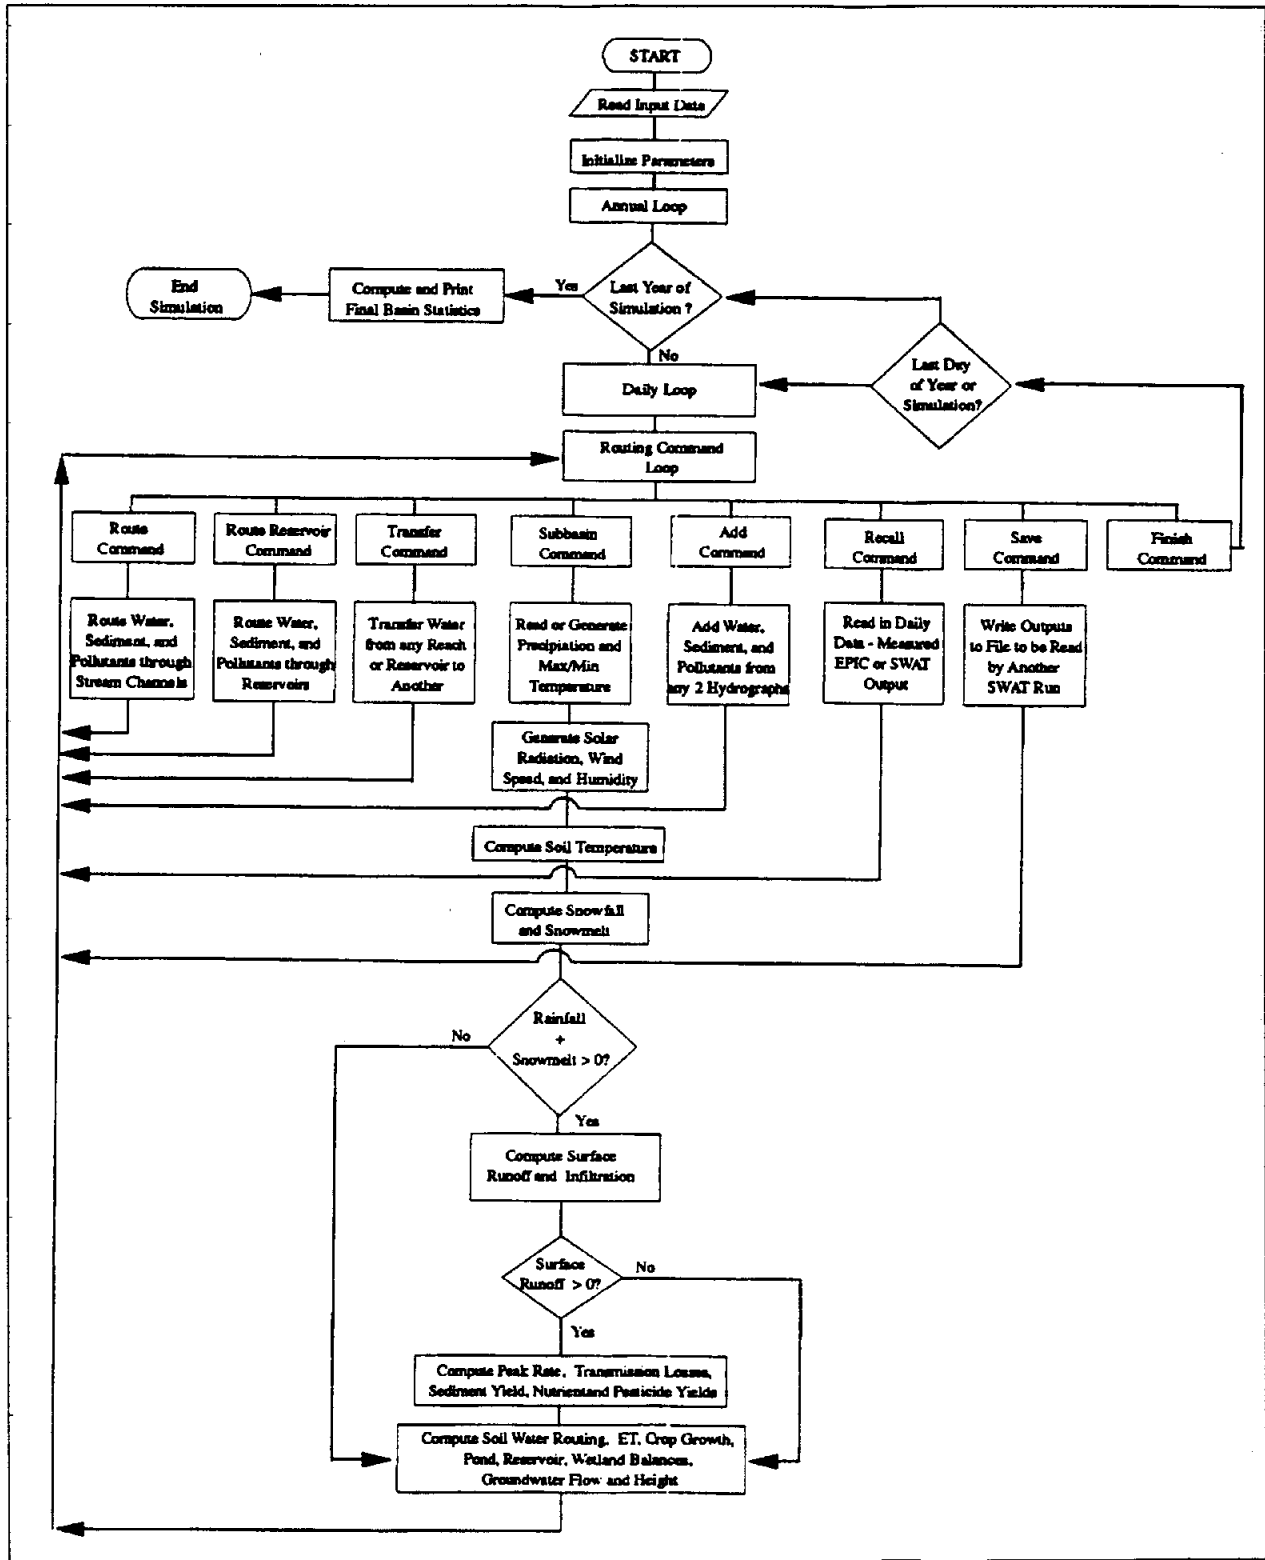 START
Read Input Data
Initialize Parameters
Annual Loop
Last Year of
Simulation ?
Yes
No
Compute and Print
Final Basin Statistics
End
Simulation
Last Day
of Year or
Simulation?
Daily Loop
Routing Command
Loop
Route
Command
Route Reservoir
Command
Transfer
Command
Subbasin
Command
Add
Command
Recall
Command
Save
Command
Finish
Command
Route Water,
Sediment, and
Pollutants through
Stream Channels
Route Water,
Sediment, and
Pollutants through
Reservoirs
Transfer Water
from any Reach
or Reservoir to
Another
Read or Generate
Precipiation and
Max/Min
Temperature
Add Water,
Sediment, and
Pollutants from
any 2 Hydrographs
Read in Daily
Data - Measured
EPIC or SWAT
Output
Write Outputs
to File to be Read
by Another
SWAT Run
Generate Solar
Radiation, Wind
Speed, and Humidity
Compute Soil Temperature
Compute Snowfall
and Snowmelt
Rainfall
+
Snowmelt > 0?
No
Yes
Compute Surface
Runoff and Infiltration
Surface
Runoff > 0?
No
Yes
Compute Peak Rate, Transmission Losses,
Sediment Yield, Nutrientand Pesticide Yields
Compute Soil Water Routing, ET, Crop Growth,
Pond, Reservoir, Wetland Balances,
Groundwater Flow and Height